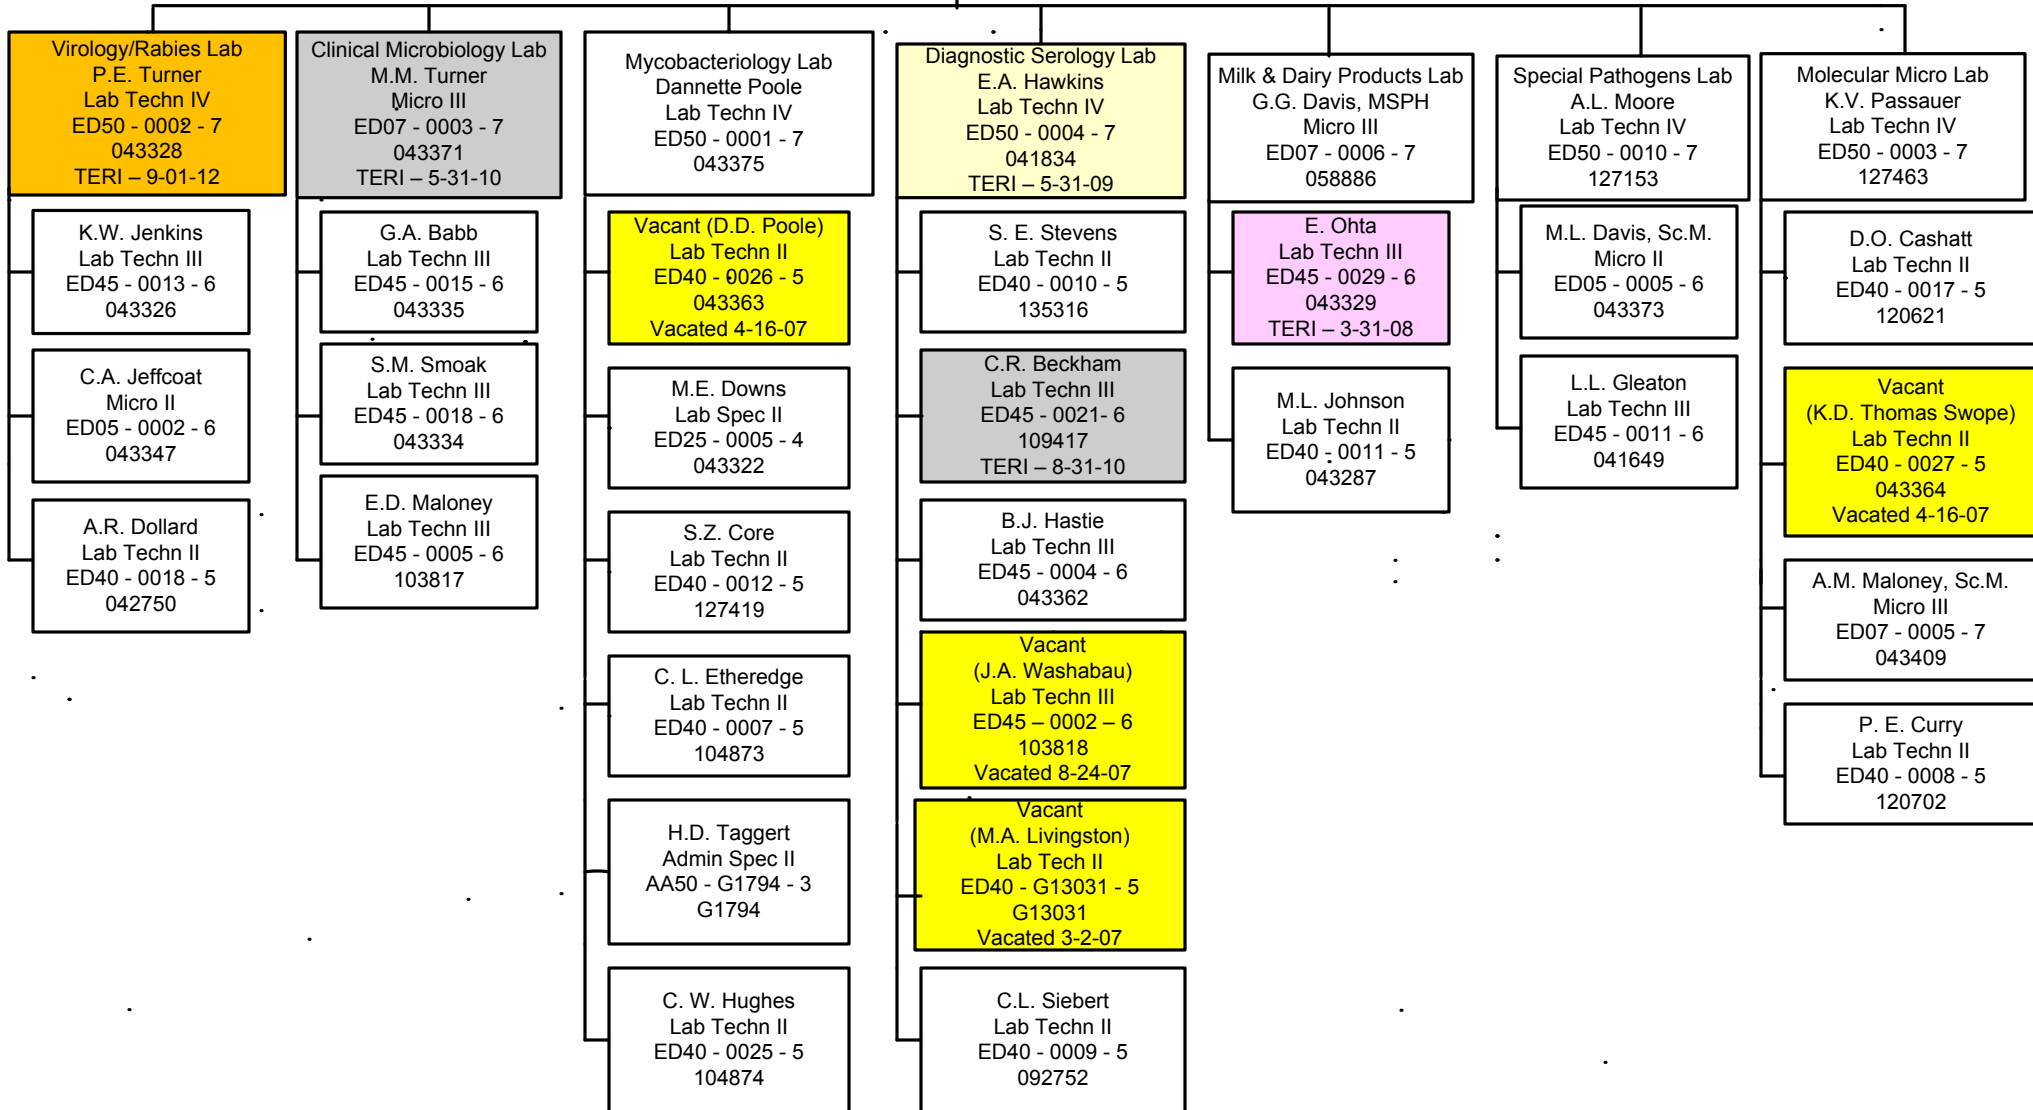 Virology/Rabies Lab
P.E. Turner
Lab Techn IV
ED50 - 0002 - 7
043328
TERI – 9-01-12
K.W. Jenkins
Lab Techn III
ED45 - 0013 - 6
043326
C.A. Jeffcoat
Micro II
ED05 - 0002 - 6
043347
A.R. Dollard
Lab Techn II
ED40 - 0018 - 5
042750
Clinical Microbiology Lab
M.M. Turner
Micro III
ED07 - 0003 - 7
043371
TERI – 5-31-10
G.A. Babb
Lab Techn III
ED45 - 0015 - 6
043335
S.M. Smoak
Lab Techn III
ED45 - 0018 - 6
043334
E.D. Maloney
Lab Techn III
ED45 - 0005 - 6
103817
Mycobacteriology Lab
Dannette Poole
Lab Techn IV
ED50 - 0001 - 7
043375
Vacant (D.D. Poole)
Lab Techn II
ED40 - 0026 - 5
043363
Vacated 4-16-07
M.E. Downs
Lab Spec II
ED25 - 0005 - 4
043322
S.Z. Core
Lab Techn II
ED40 - 0012 - 5
127419
C. L. Etheredge
Lab Techn II
ED40 - 0007 - 5
104873
H.D. Taggert
Admin Spec II
AA50 - G1794 - 3
G1794
C. W. Hughes
Lab Techn II
ED40 - 0025 - 5
104874
Diagnostic Serology Lab
E.A. Hawkins
Lab Techn IV
ED50 - 0004 - 7
041834
TERI – 5-31-09
S. E. Stevens
Lab Techn II
ED40 - 0010 - 5
135316
C.R. Beckham
Lab Techn III
ED45 - 0021- 6
109417
TERI – 8-31-10
B.J. Hastie
Lab Techn III
ED45 - 0004 - 6
043362
Vacant
(J.A. Washabau)
Lab Techn III
ED45 – 0002 – 6
103818
Vacated 8-24-07
Vacant
(M.A. Livingston)
Lab Tech II
ED40 - G13031 - 5
G13031
Vacated 3-2-07
C.L. Siebert
Lab Techn II
ED40 - 0009 - 5
092752
Milk & Dairy Products Lab
G.G. Davis, MSPH
Micro III
ED07 - 0006 - 7
058886
E. Ohta
Lab Techn III
ED45 - 0029 - 6
043329
TERI – 3-31-08
M.L. Johnson
Lab Techn II
ED40 - 0011 - 5
043287
Special Pathogens Lab
A.L. Moore
Lab Techn IV
ED50 - 0010 - 7
127153
M.L. Davis, Sc.M.
Micro II
ED05 - 0005 - 6
043373
L.L. Gleaton
Lab Techn III
ED45 - 0011 - 6
041649
Molecular Micro Lab
K.V. Passauer
Lab Techn IV
ED50 - 0003 - 7
127463
D.O. Cashatt
Lab Techn II
ED40 - 0017 - 5
120621
Vacant
(K.D. Thomas Swope)
Lab Techn II
ED40 - 0027 - 5
043364
Vacated 4-16-07
A.M. Maloney, Sc.M.
Micro III
ED07 - 0005 - 7
043409
P. E. Curry
Lab Techn II
ED40 - 0008 - 5
120702